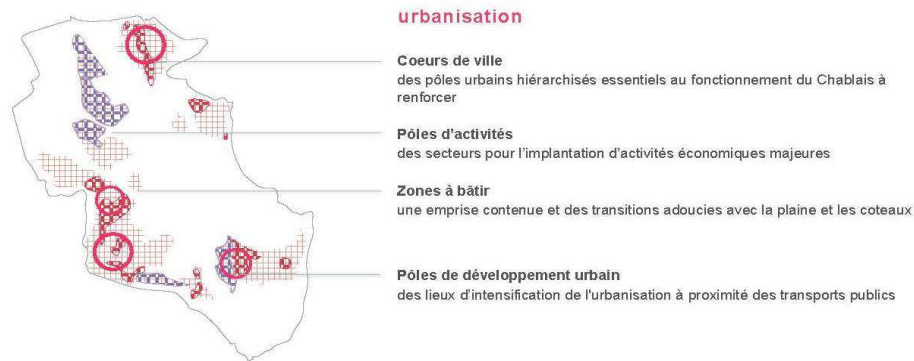 urbanisation
Coeurs de ville
des pôles urbains hiérarchisés essentiels au fonctionnement du Chablais à
renforcer
Pôles d'activités
des secteurs pour l'implantation d'activités économiques majeures
Zones à bâtir
une emprise contenue et des transitions adoucies avec la plaine et les coteaux
Pôles de développement urbain
des lieux d'intensification de l'urbanisation à proximité des transports publics